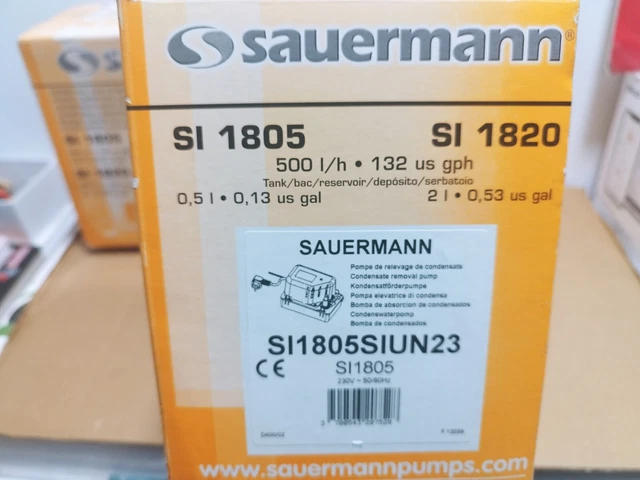 sauermann®
SI 1805 SI 1820
500 l/h • 132 us gph
Tank/bac/reservoir/depósito/serbatoio
0,5 l • 0,13 us gal 2 l • 0,53 us gal
SAUERMANN
Pompe de relevage de condensats
Condensate removal pump
Kondensatförderpumpe
Pompa elevatrice di condensa
Bomba de absorcion de condensados
Condenswaterpomp
Bomba de condensados
SI1805SIUN23
CE SI1805
230V ~ 50/60Hz
www.sauermannpumps.com
sauermann
SI 1805